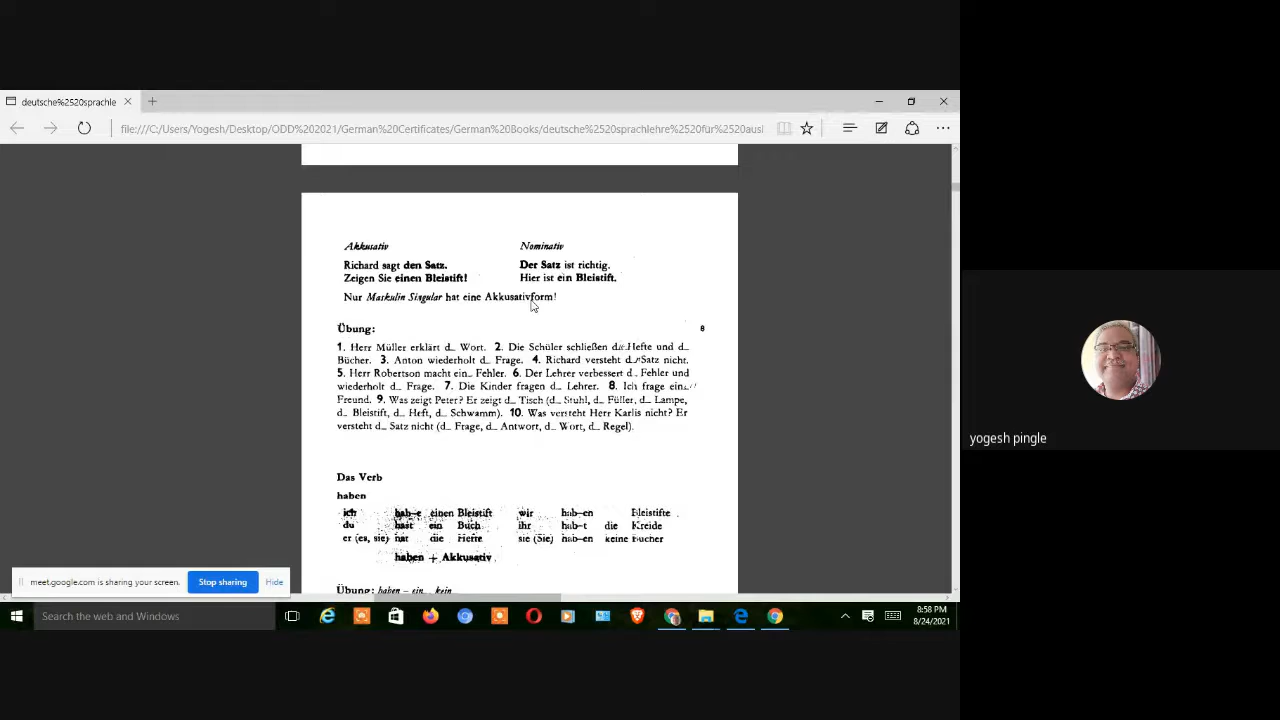 deutsche%2520sprachle
file:///C:/Users/Yogesh/Desktop/ODD%202021/German%20Certificates/German%20Books/deutsche%2520sprachlehre%2520für%2520ausl
Akkusativ Nominativ
Richard sagt den Satz. Der Satz ist richtig.
Zeigen Sie einen Bleistift! Hier ist ein Bleistift.
Nur Maskulin Singular hat eine Akkusativform!
Übung: 8
1. Herr Müller erklärt d_ Wort. 2. Die Schüler schließen die Hefte und d_
Bücher. 3. Anton wiederholt d_ Frage. 4. Richard versteht d_ Satz nicht.
5. Herr Robertson macht ein_ Fehler. 6. Der Lehrer verbessert d_ Fehler und
wiederholt d_ Frage. 7. Die Kinder fragen d_ Lehrer. 8. Ich frage ein_
Freund. 9. Was zeigt Peter? Er zeigt d_ Tisch (d_ Stuhl, d_ Füller, d_ Lampe,
d_ Bleistift, d_ Heft, d_ Schwamm). 10. Was versteht Herr Karlis nicht? Er
versteht d_ Satz nicht (d_ Frage, d_ Antwort, d_ Wort, d_ Regel).
Das Verb
haben
ich hab-e einen Bleistift wir hab-en Bleistifte
du hast ein Buch ihr hab-t die Kreide
er (es, sie) hat die Hefte sie (Sie) hab-en keine Bücher
haben + Akkusativ
Übung: haben – ein, kein
meet.google.com is sharing your screen. Stop sharing Hide
Search the web and Windows
8:58 PM
8/24/2021
yogesh pingle